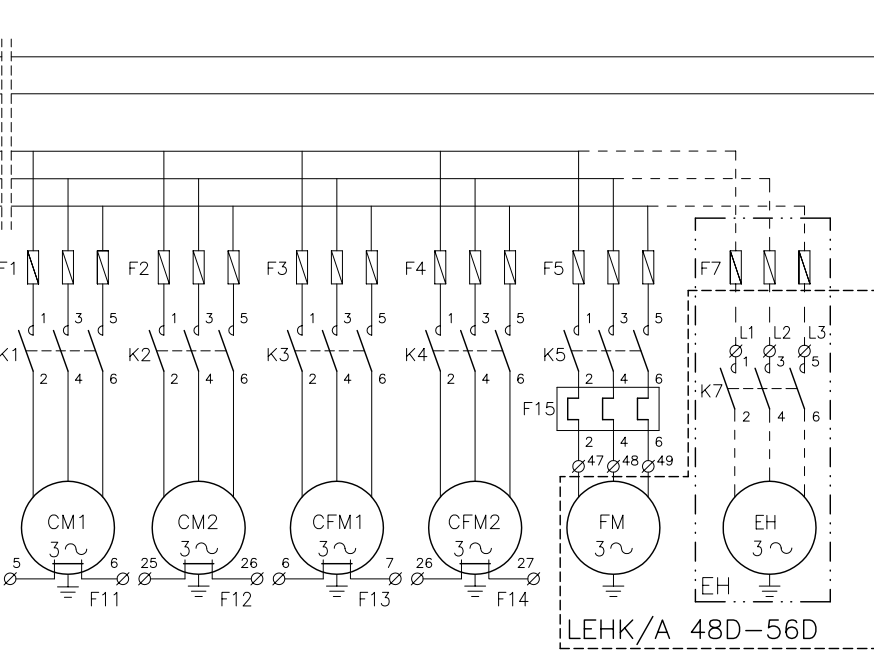 F1 F2 F3 F4 F5 F7
1 3 5 1 3 5 1 3 5 1 3 5 1 3 5 L1 L2 L3
K1 K2 K3 K4 K5 1 3 5
2 4 6 2 4 6 2 4 6 2 4 6 2 4 6 K7
F15 2 4 6
2 4 6
47 48 49
CM1 CM2 CFM1 CFM2 FM EH
3 3 3 3 3 3
5 6 25 26 6 7 26 27
F11 F12 F13 F14 EH
LEHK/A 48D-56D